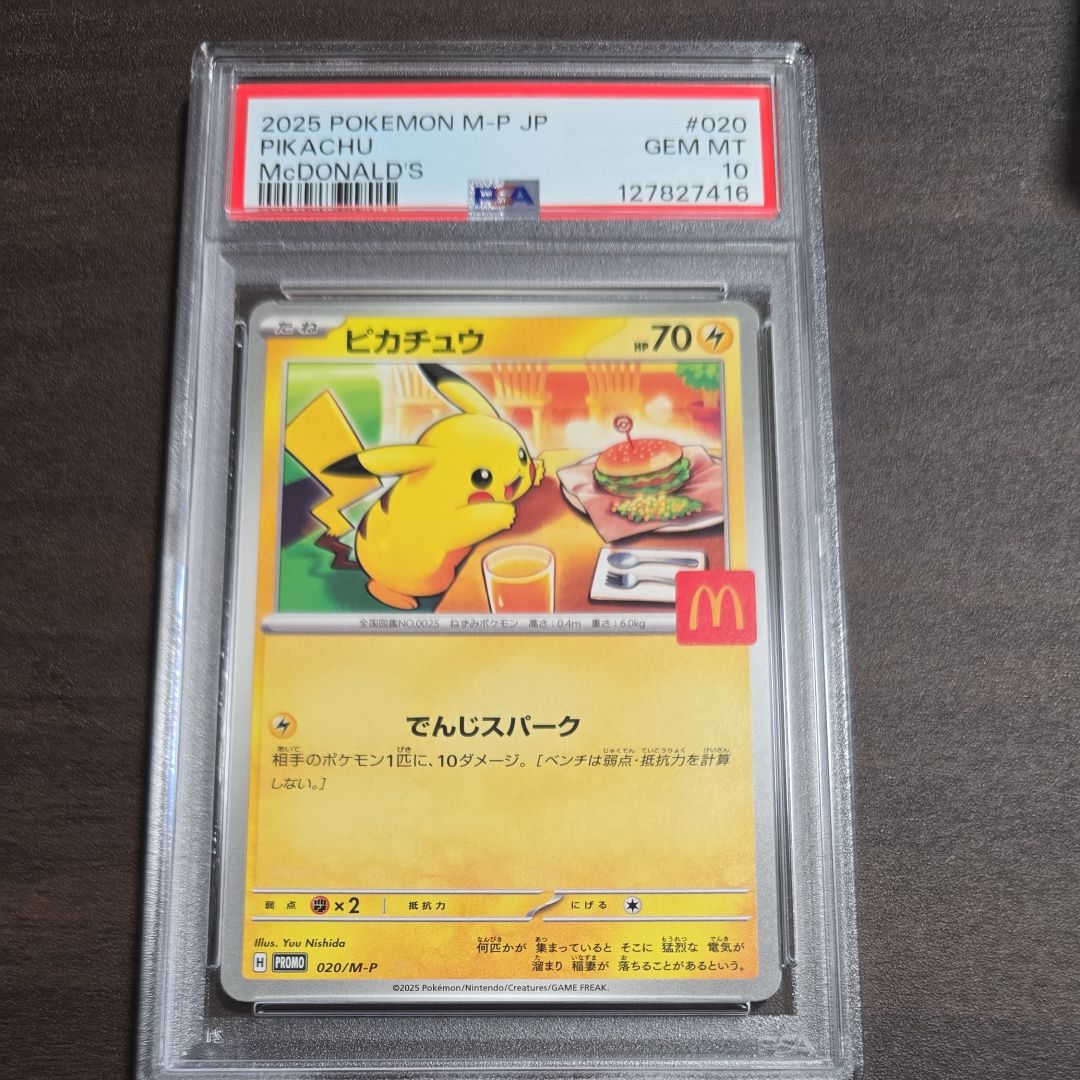 2025 POKEMON M-P JP #020
PIKACHU GEM MT
McDONALD'S 10
PSA 127827416
たね ピカチュウ HP70
全国図鑑NO.0025 ねずみポケモン 高さ:0.4m 重さ:6.0kg
でんじスパーク
相手のポケモン1匹に、10ダメージ。[ベンチは弱点・抵抗力を計算
しない。]
弱点 ×2 抵抗力 にげる
Illus. Yuu Nishida
何匹かが 集まっていると そこに 猛烈な 電気が
溜まり 稲妻が 落ちることがあるという。
H PROMO 020/M-P
©2025 Pokémon/Nintendo/Creatures/GAME FREAK.